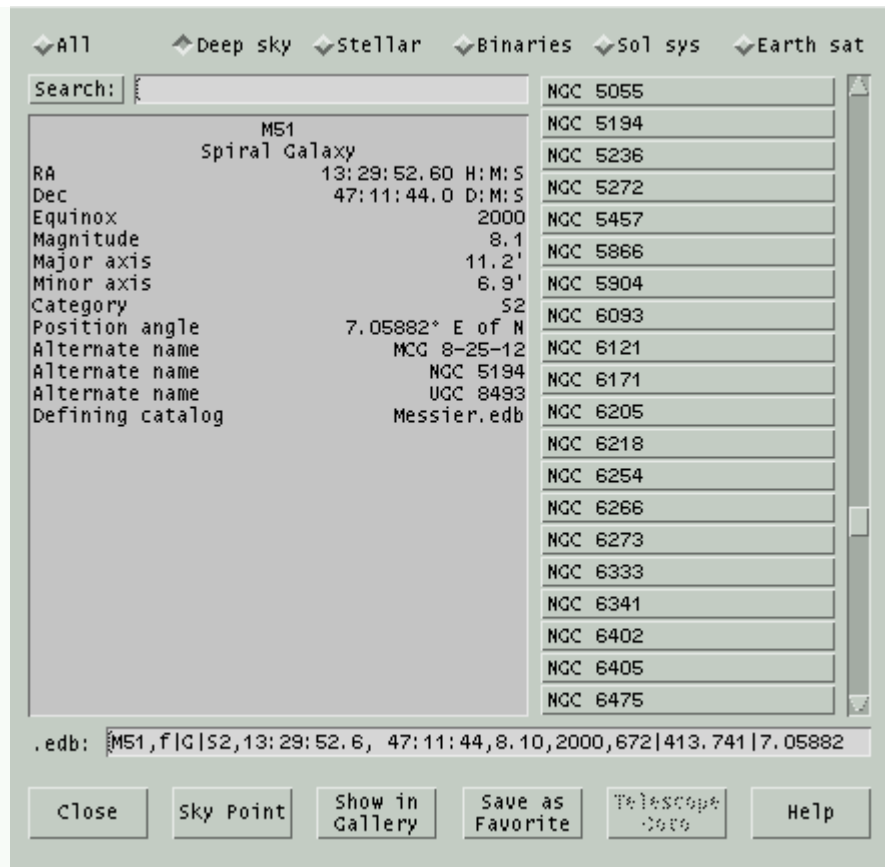 All Deep sky Stellar Binaries Sol sys Earth sat
Search:
M51
Spiral Galaxy
RA 13:29:52.60 H:M:S
Dec 47:11:44.0 D:M:S
Equinox 2000
Magnitude 8.1
Major axis 11.2'
Minor axis 6.9'
Category S2
Position angle 7.05882° E of N
Alternate name MCG 8-25-12
Alternate name NGC 5194
Alternate name UGC 8493
Defining catalog Messier.edb
NGC 5055
NGC 5194
NGC 5236
NGC 5272
NGC 5457
NGC 5866
NGC 5904
NGC 6093
NGC 6121
NGC 6171
NGC 6205
NGC 6218
NGC 6254
NGC 6266
NGC 6273
NGC 6333
NGC 6341
NGC 6402
NGC 6405
NGC 6475
.edb: M51,f|G|S2,13:29:52.6, 47:11:44,8.10,2000,672|413.741|7.05882
Close
Sky Point
Show in
Gallery
Save as
Favorite
Telescope
Goto
Help